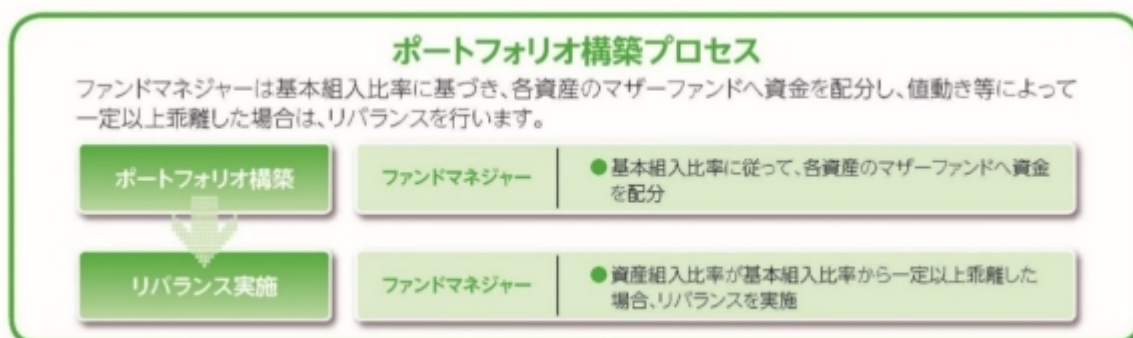 ポートフォリオ構築プロセス
ファンドマネジャーは基本組入比率に基づき、各資産のマザーファンドへ資金を配分し、値動き等によって
一定以上乖離した場合は、リバランスを行います。
ポートフォリオ構築
ファンドマネジャー
●基本組入比率に従って、各資産のマザーファンドへ資金
を配分
リバランス実施
ファンドマネジャー
●資産組入比率が基本組入比率から一定以上乖離した
場合、リバランスを実施